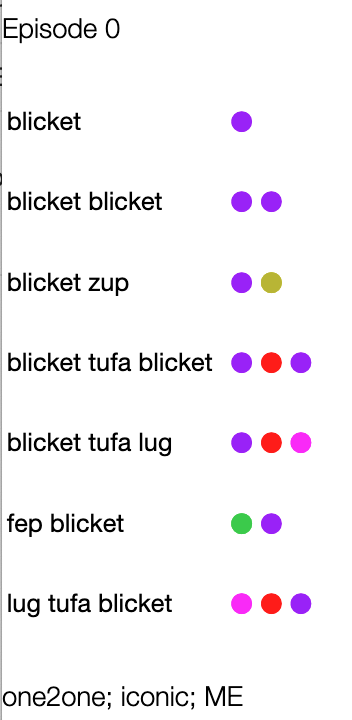 Episode 0
blicket
blicket blicket
blicket zup
blicket tufa blicket
blicket tufa lug
fep blicket
lug tufa blicket
one2one; iconic; ME